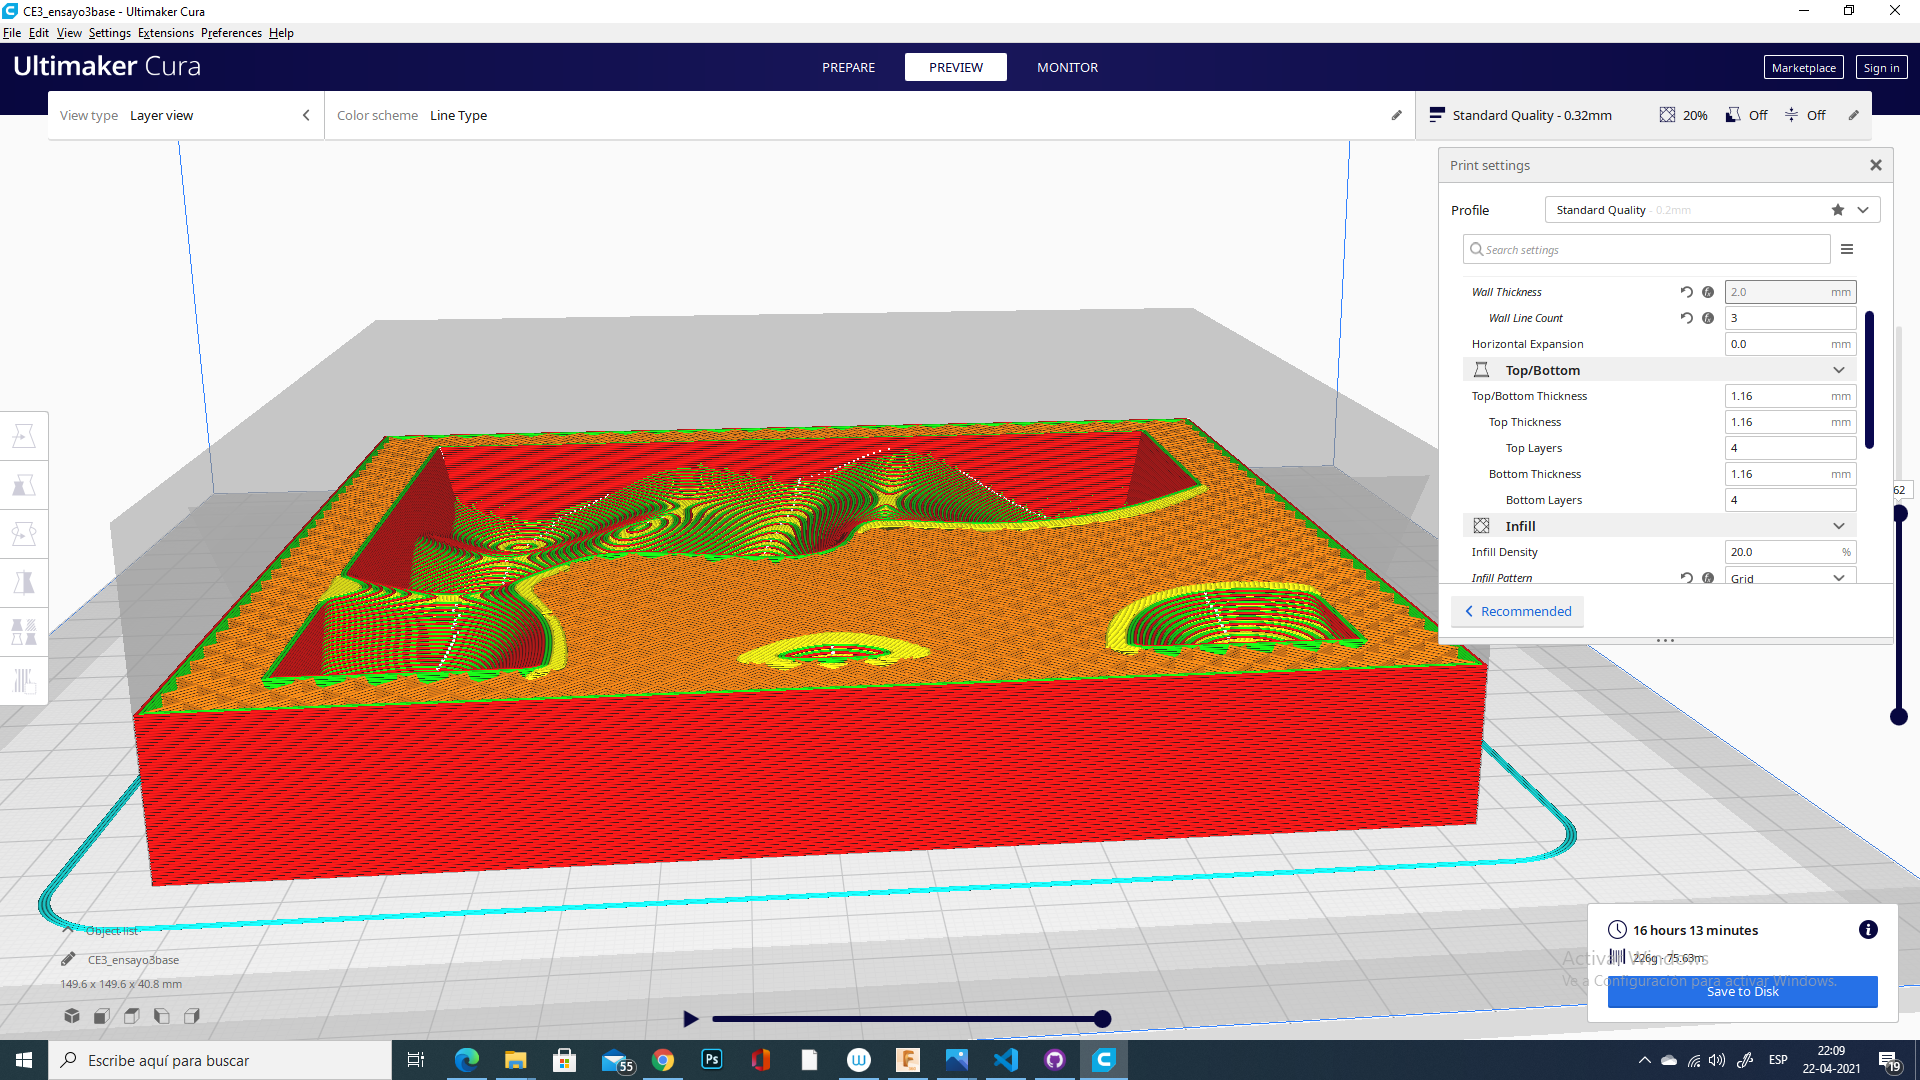 CE3_ensayo3base - Ultimaker Cura
File Edit View Settings Extensions Preferences Help
Ultimaker Cura
PREPARE PREVIEW MONITOR
Marketplace Sign in
View type Layer view
Color scheme Line Type
Standard Quality - 0.32mm 20% Off Off
Print settings
Profile Standard Quality - 0.2mm
Search settings
Wall Thickness 2.0 mm
Wall Line Count 3
Horizontal Expansion 0.0 mm
Top/Bottom
Top/Bottom Thickness 1.16 mm
Top Thickness 1.16 mm
Top Layers 4
Bottom Thickness 1.16 mm
Bottom Layers 4
Infill
Infill Density 20.0 %
Infill Pattern Grid
Recommended
62
Object list
CE3_ensayo3base
149.6 x 149.6 x 40.8 mm
16 hours 13 minutes
226g · 75.63m
Save to Disk
Activar Windows
Ve a Configuración para activar Windows.
Escribe aquí para buscar
55
Ps
ESP
22:09
22-04-2021
19